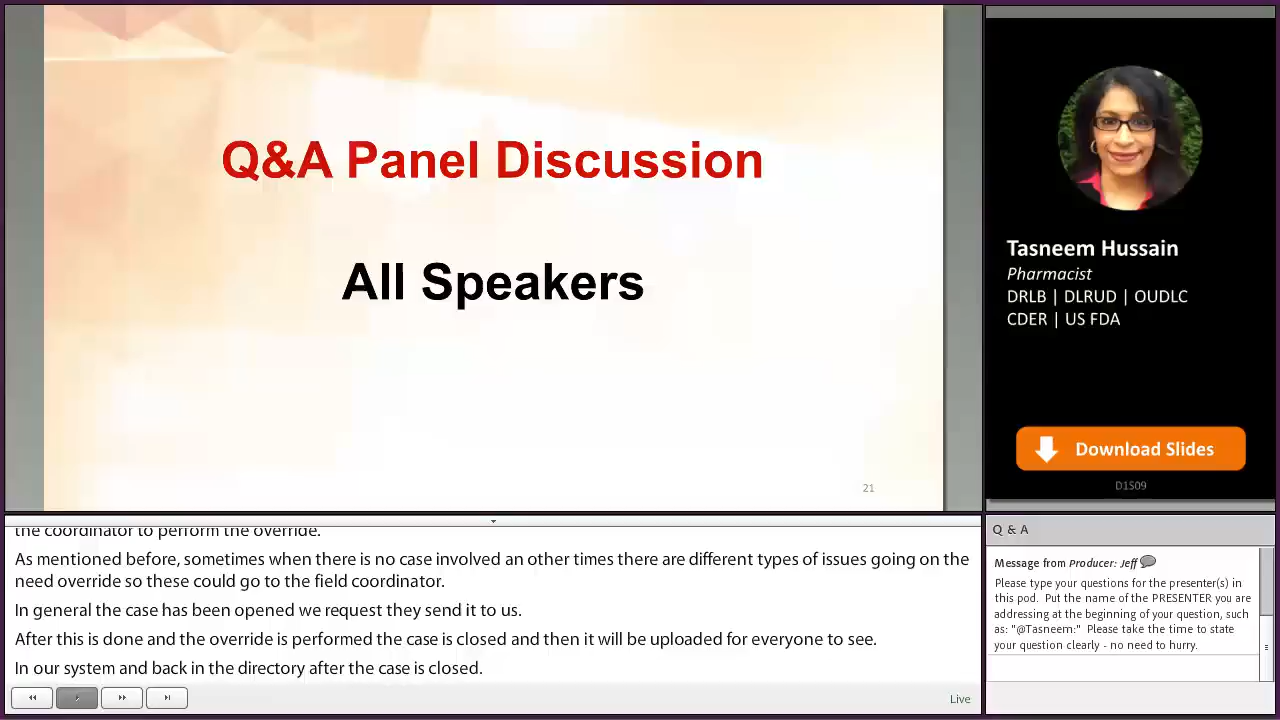 Q&A Panel Discussion
All Speakers
21
Tasneem Hussain
Pharmacist
DRLB | DLRUD | OUDLC
CDER | US FDA
Download Slides
D1S09
the coordinator to perform the override.
As mentioned before, sometimes when there is no case involved an other times there are different types of issues going on the
need override so these could go to the field coordinator.
In general the case has been opened we request they send it to us.
After this is done and the override is performed the case is closed and then it will be uploaded for everyone to see.
In our system and back in the directory after the case is closed.
Live
Q & A
Message from Producer: Jeff
Please type your questions for the presenter(s) in
this pod. Put the name of the PRESENTER you are
addressing at the beginning of your question, such
as: "@Tasneem:" Please take the time to state
your question clearly - no need to hurry.